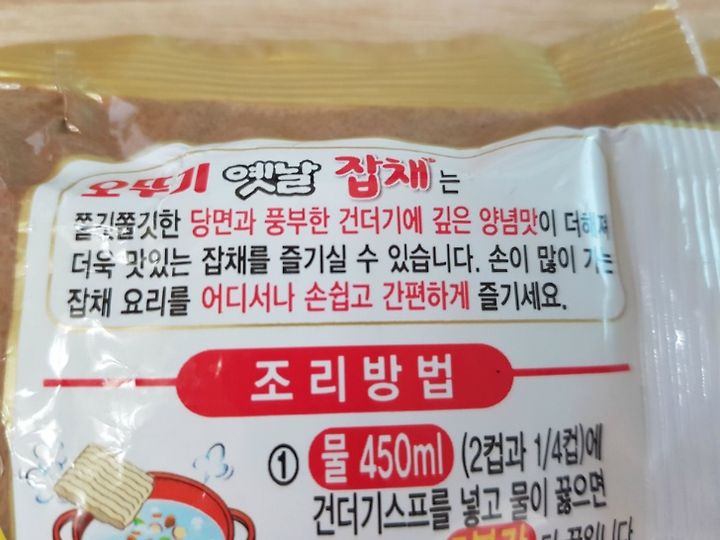 오뚜기 옛날 잡채는
쫄깃쫄깃한 당면과 풍부한 건더기에 깊은 양념맛이 더해져
더욱 맛있는 잡채를 즐기실 수 있습니다. 손이 많이 가는
잡채 요리를 어디서나 손쉽고 간편하게 즐기세요.
조리방법
① 물 450ml (2컵과 1/4컵)에
건더기스프를 넣고 물이 끓으면
더 끓입니다